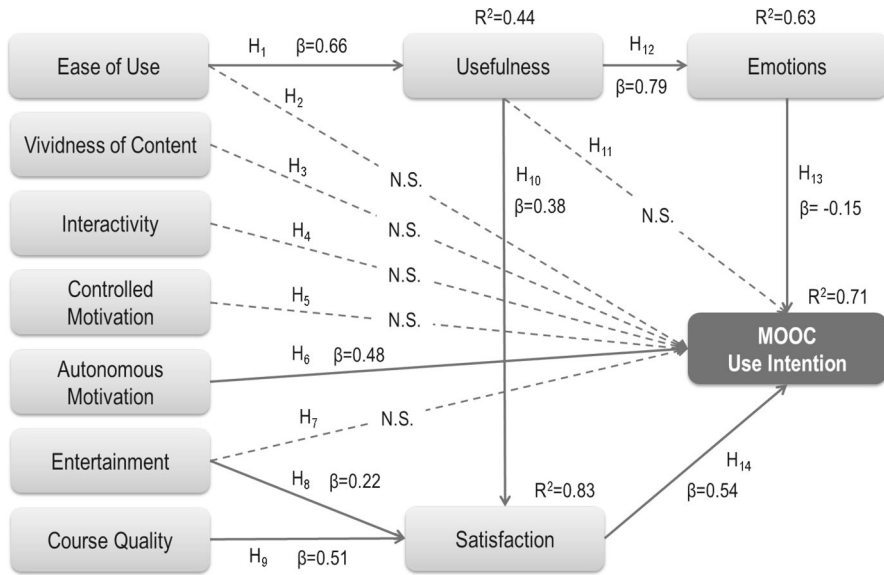 R²=0.44
R²=0.63
Ease of Use
H₁ β=0.66
Usefulness
H₁₂
β=0.79
Emotions
H₂
Vividness of Content
H₃
N.S.
H₁₁
H₁₀
β=0.38
H₁₃
β= -0.15
Interactivity
H₄
N.S.
N.S.
N.S.
Controlled
Motivation
H₅
N.S.
R²=0.71
MOOC
Use Intention
Autonomous
Motivation
H₆ β=0.48
H₇
N.S.
Entertainment
H₈ β=0.22
R²=0.83
H₁₄
β=0.54
Course Quality
H₉ β=0.51
Satisfaction